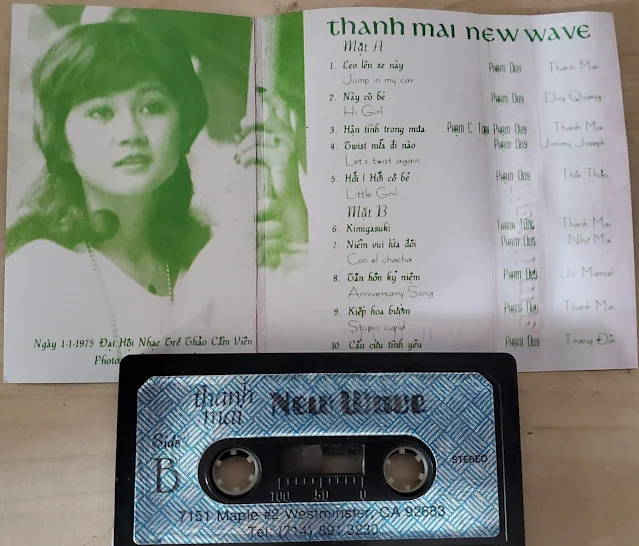 thanh mai new wave
Mặt A
1. Leo lên xe này Phạm Duy Thanh Mai
Jump in my car
2. Này cô bé Phạm Duy Duy Quang
Hi Girl
3. Hận tình trong mưa Phạm C. Tựu Phạm Duy Thanh Mai
4. Twist nữa đi nào Phạm Duy Jimmy Joseph
Let's twist again
5. Hỡi ! Hỡi cô bé Phạm Duy Thái Thảo
Little Girl
Mặt B
6. Kimigasuki Thanh Tùng Thanh Mai
7. Niềm vui lứa đôi Phạm Duy Như Mai
Con el chacha
8. Tần hôn kỷ niệm Phạm Duy Jo Marcel
Anniversary Song
9. Kiếp hoa bướm Phạm Duy Thanh Mai
Stupid cupid
10. Cầu cứu tình yêu Phạm Duy Trung
Ngày 1-1-1975 Đại Hội Nhạc Trẻ Thảo Cầm Viên
Photo
thanh mai New Wave
Side B
STEREO
100 50 0
7151 Maple #2 Westminster, CA 92683
Tel: (714) 891 3230